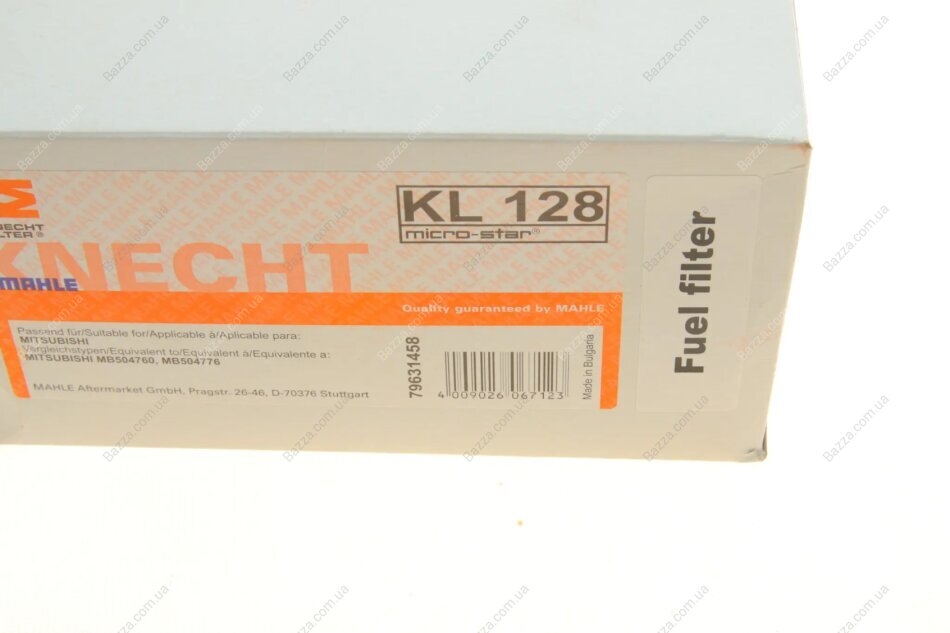 KL 128
micro-star®
KNECHT
MAHLE
Quality guaranteed by MAHLE
Passend für/Suitable for/Applicable à/Aplicable para:
MITSUBISHI
Vergleichstypen/Equivalent to/Equivalent à/Equivalente a:
MITSUBISHI MB504760, MB504776
MAHLE Aftermarket GmbH, Pragstr. 26-46, D-70376 Stuttgart
79631458
4 009026 067123
Made in Bulgaria
Fuel filter
Bazza.com.ua